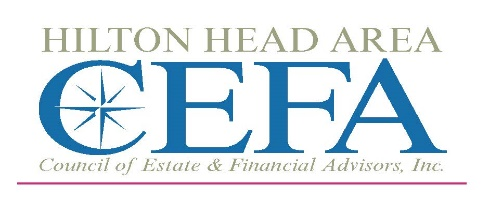 HILTON HEAD AREA
CEFA
Council of Estate & Financial Advisors, Inc.